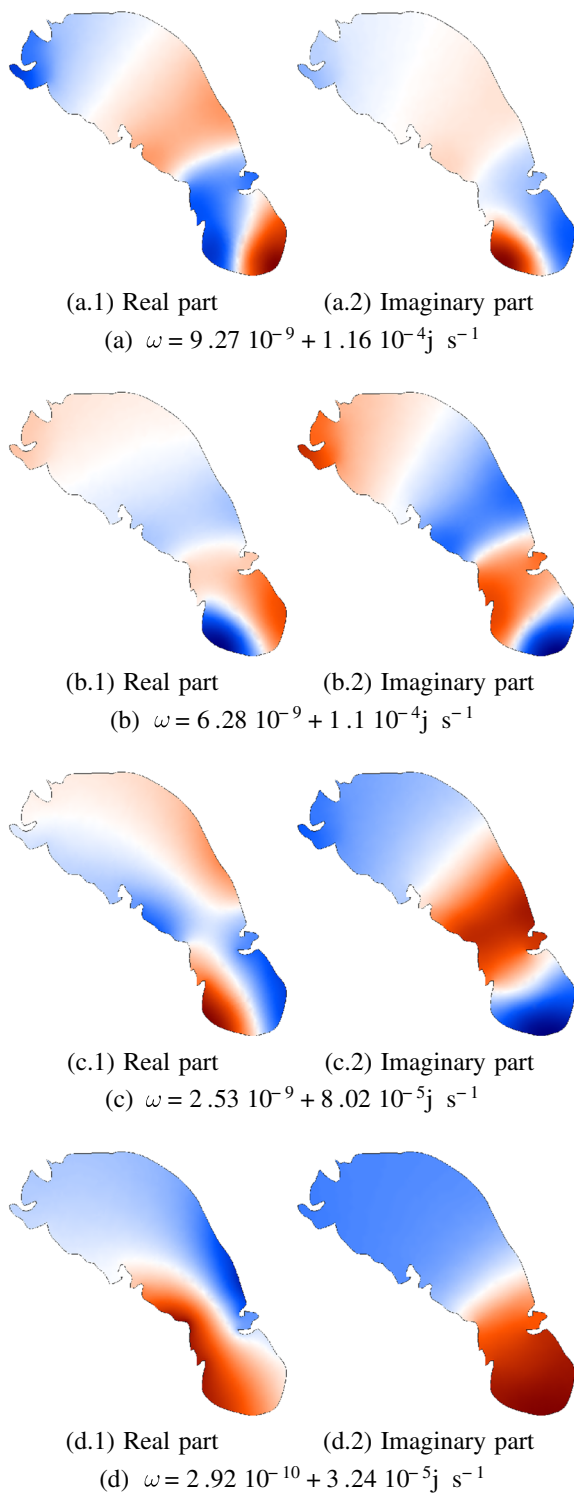 (a.1) Real part (a.2) Imaginary part
(a) ω = 9.27 10⁻⁹ + 1.16 10⁻⁴j s⁻¹
(b.1) Real part (b.2) Imaginary part
(b) ω = 6.28 10⁻⁹ + 1.1 10⁻⁴j s⁻¹
(c.1) Real part (c.2) Imaginary part
(c) ω = 2.53 10⁻⁹ + 8.02 10⁻⁵j s⁻¹
(d.1) Real part (d.2) Imaginary part
(d) ω = 2.92 10⁻¹⁰ + 3.24 10⁻⁵j s⁻¹